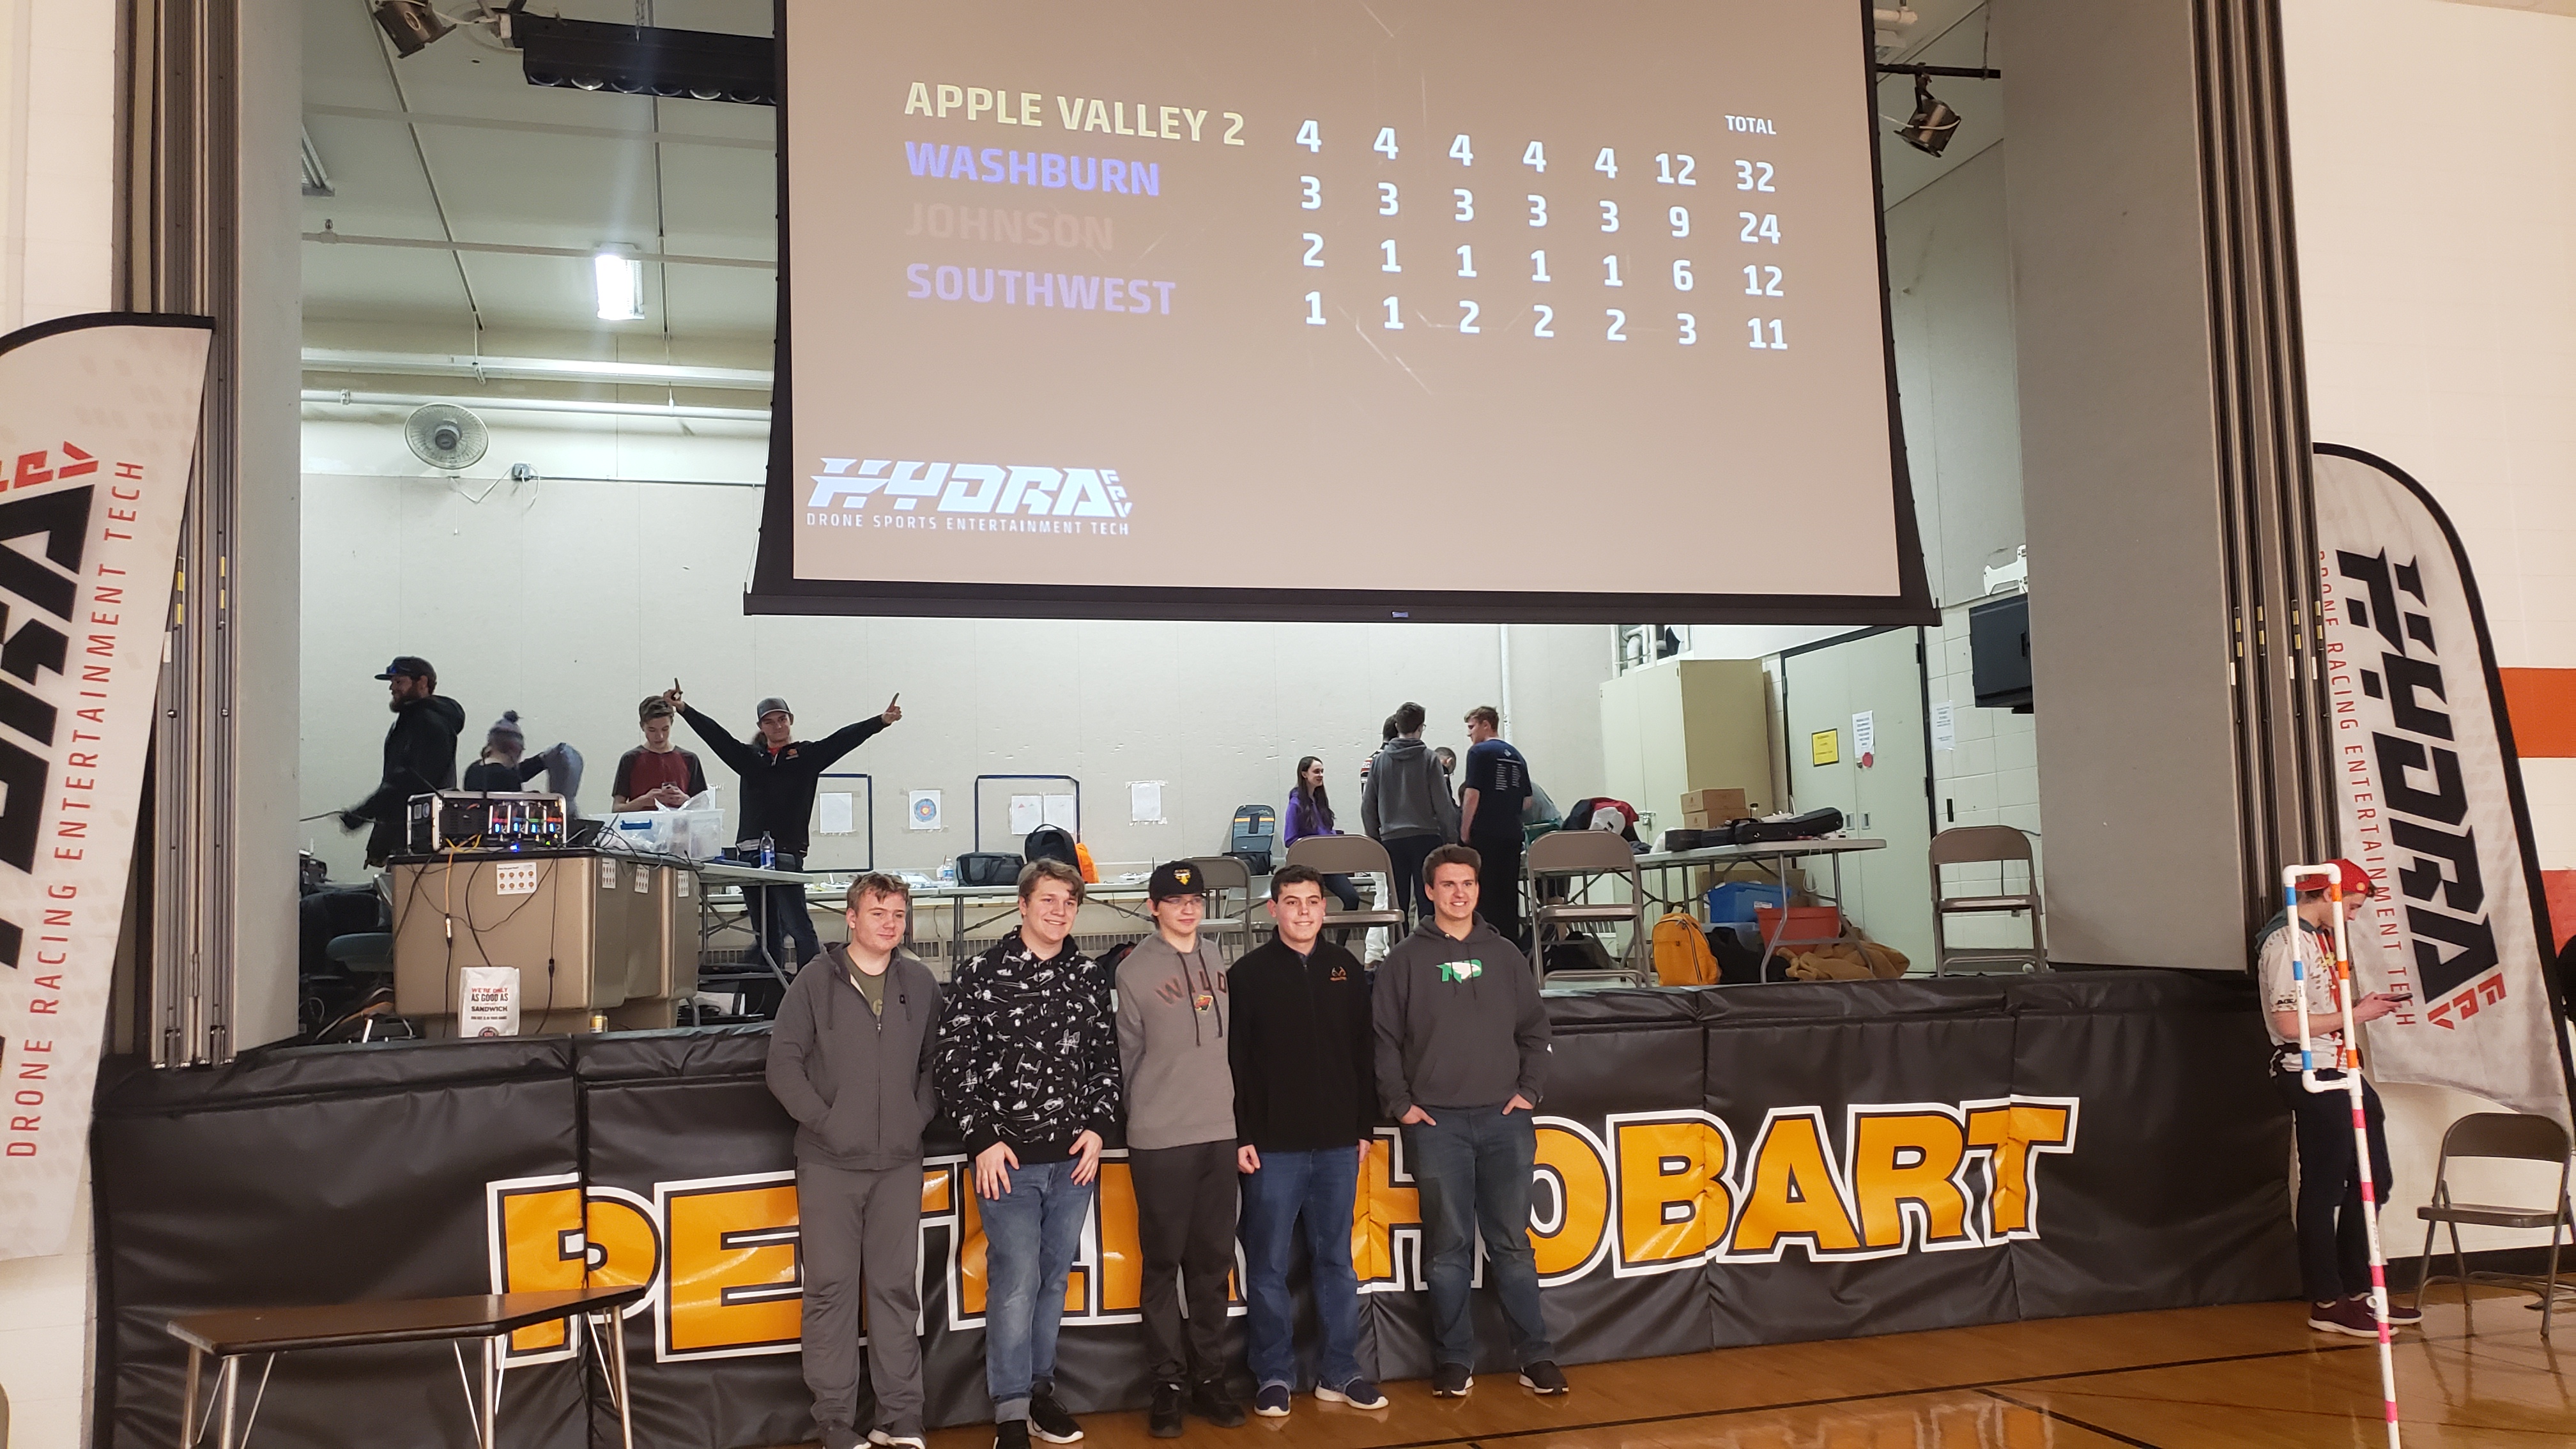 TOTAL
APPLE VALLEY 2 4 4 4 4 4 12 32
WASHBURN 3 3 3 3 3 9 24
JOHNSON 2 1 1 1 1 6 12
SOUTHWEST 1 1 2 2 2 3 11
HYDRA FPV
DRONE SPORTS ENTERTAINMENT TECH
DRONE RACING ENTERTAINMENT TECH
FPV
HYDRA FPV
DRONE RACING ENTERTAINMENT TECH
WE'RE ONLY
AS GOOD AS
SANDWICH
WILD
HOBART